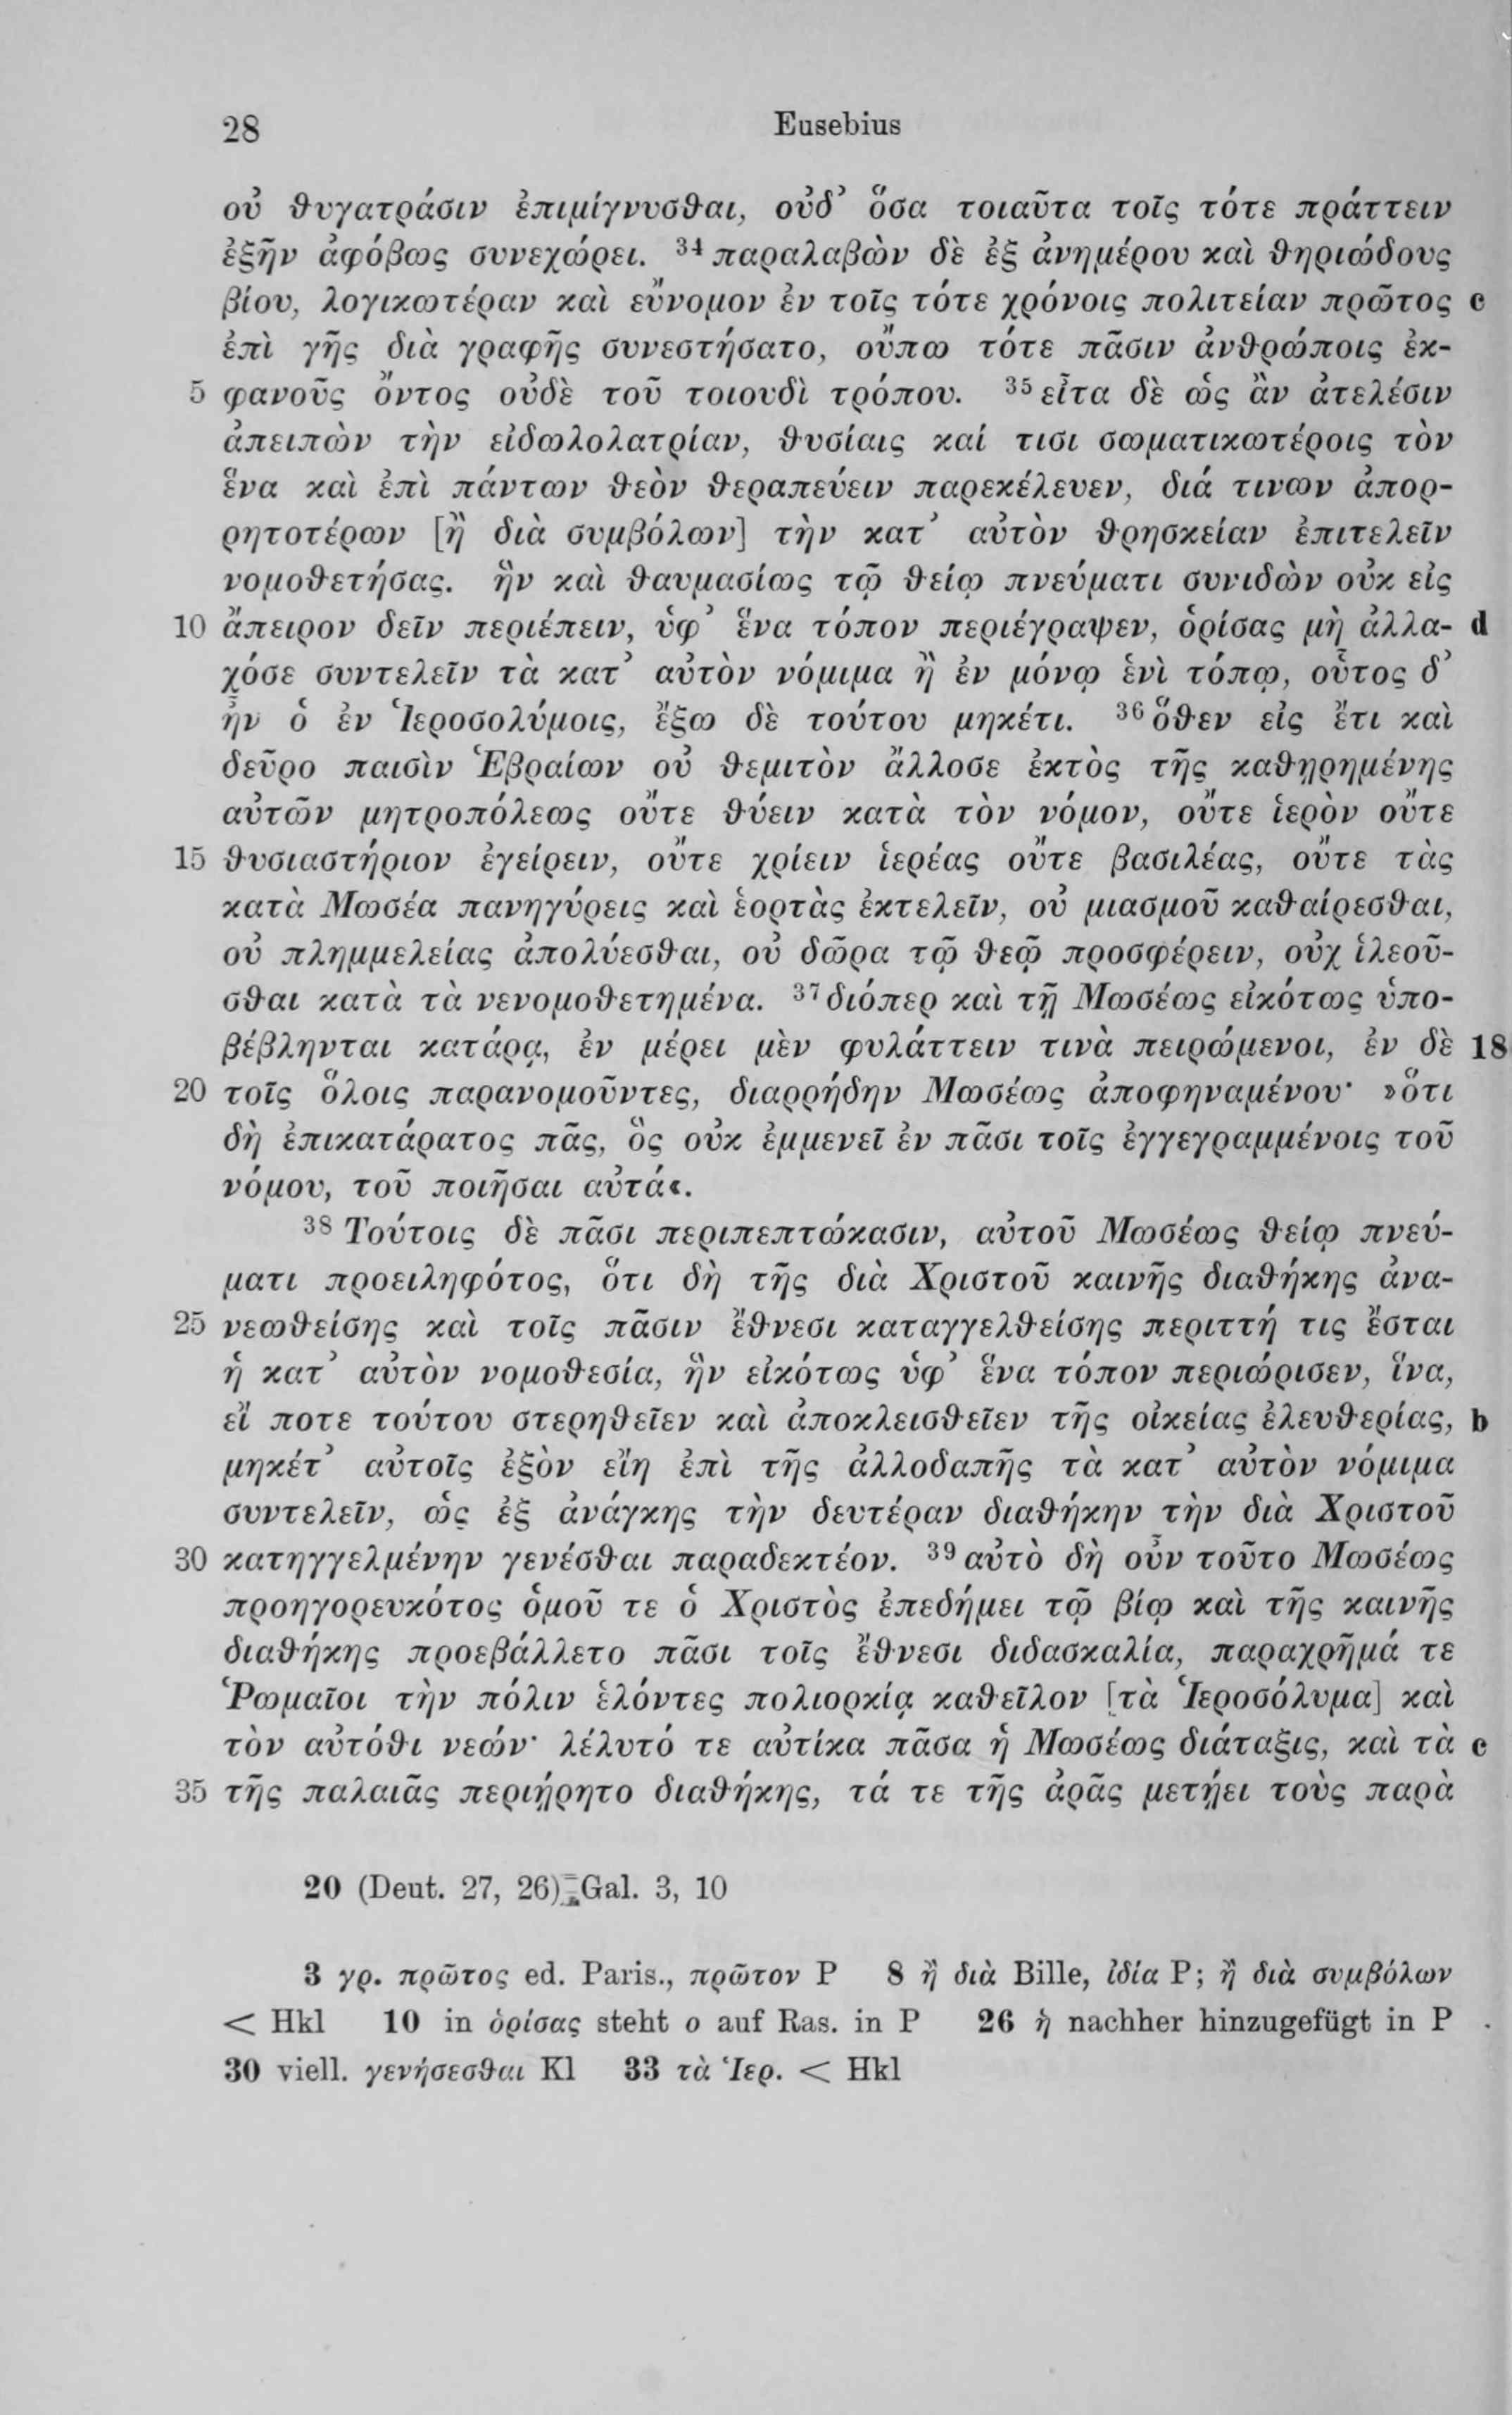 28 Eusebius
οὐ θυγατράσιν ἐπιμίγνυσθαι, οὐδ᾽ ὅσα τοιαῦτα τοῖς τότε πράττειν
ἐξῆν ἀφόβως συνεχώρει. ³⁴ παραλαβὼν δὲ ἐξ ἀνημέρου καὶ θηριώδους
βίου, λογικωτέραν καὶ εὔνομον ἐν τοῖς τότε χρόνοις πολιτείαν πρῶτος c
ἐπὶ γῆς διὰ γραφῆς συνεστήσατο, οὔπω τότε πᾶσιν ἀνθρώποις ἐκ-
5 φανοῦς ὄντος οὐδὲ τοῦ τοιουδὶ τρόπου. ³⁵ εἶτα δὲ ὡς ἂν ἀτελέσιν
ἀπειπὼν τὴν εἰδωλολατρίαν, θυσίαις καί τισι σωματικωτέροις τὸν
ἕνα καὶ ἐπὶ πάντων θεὸν θεραπεύειν παρεκέλευεν, διά τινων ἀπορ-
ρητοτέρων [ἢ διὰ συμβόλων] τὴν κατ᾽ αὐτὸν θρησκείαν ἐπιτελεῖν
νομοθετήσας. ἣν καὶ θαυμασίως τῷ θείῳ πνεύματι συνιδὼν οὐκ εἰς
10 ἄπειρον δεῖν περιέπειν, ὑφ᾽ ἕνα τόπον περιέγραψεν, ὁρίσας μὴ ἀλλα- d
χόσε συντελεῖν τὰ κατ᾽ αὐτὸν νόμιμα ἢ ἐν μόνῳ ἑνὶ τόπῳ, οὗτος δ᾽
ἦν ὁ ἐν Ἱεροσολύμοις, ἔξω δὲ τούτου μηκέτι. ³⁶ ὅθεν εἰς ἔτι καὶ
δεῦρο παισὶν Ἑβραίων οὐ θεμιτὸν ἄλλοσε ἐκτὸς τῆς καθῃρημένης
αὐτῶν μητροπόλεως οὔτε θύειν κατὰ τὸν νόμον, οὔτε ἱερὸν οὔτε
15 θυσιαστήριον ἐγείρειν, οὔτε χρίειν ἱερέας οὔτε βασιλέας, οὔτε τὰς
κατὰ Μωσέα πανηγύρεις καὶ ἑορτὰς ἐκτελεῖν, οὐ μιασμοῦ καθαίρεσθαι,
οὐ πλημμελείας ἀπολύεσθαι, οὐ δῶρα τῷ θεῷ προσφέρειν, οὐχ ἱλεοῦ-
σθαι κατὰ τὰ νενομοθετημένα. ³⁷ διόπερ καὶ τῇ Μωσέως εἰκότως ὑπο-
βέβληνται κατάρᾳ, ἐν μέρει μὲν φυλάττειν τινὰ πειρώμενοι, ἐν δὲ 18
20 τοῖς ὅλοις παρανομοῦντες, διαρρήδην Μωσέως ἀποφηναμένου· »ὅτι
δὴ ἐπικατάρατος πᾶς, ὃς οὐκ ἐμμενεῖ ἐν πᾶσι τοῖς ἐγγεγραμμένοις τοῦ
νόμου, τοῦ ποιῆσαι αὐτά«.
³⁸ Τούτοις δὲ πᾶσι περιπεπτώκασιν, αὐτοῦ Μωσέως θείῳ πνεύ-
ματι προειληφότος, ὅτι δὴ τῆς διὰ Χριστοῦ καινῆς διαθήκης ἀνα-
25 νεωθείσης καὶ τοῖς πᾶσιν ἔθνεσι καταγγελθείσης περιττή τις ἔσται
ἡ κατ᾽ αὐτὸν νομοθεσία, ἣν εἰκότως ὑφ᾽ ἕνα τόπον περιώρισεν, ἵνα,
εἴ ποτε τούτου στερηθεῖεν καὶ ἀποκλεισθεῖεν τῆς οἰκείας ἐλευθερίας, b
μηκέτ᾽ αὐτοῖς ἐξὸν εἴη ἐπὶ τῆς ἀλλοδαπῆς τὰ κατ᾽ αὐτὸν νόμιμα
συντελεῖν, ὡς ἐξ ἀνάγκης τὴν δευτέραν διαθήκην τὴν διὰ Χριστοῦ
30 κατηγγελμένην γενέσθαι παραδεκτέον. ³⁹ αὐτὸ δὴ οὖν τοῦτο Μωσέως
προηγορευκότος ὁμοῦ τε ὁ Χριστὸς ἐπεδήμει τῷ βίῳ καὶ τῆς καινῆς
διαθήκης προεβάλλετο πᾶσι τοῖς ἔθνεσι διδασκαλία, παραχρῆμά τε
Ῥωμαῖοι τὴν πόλιν ἑλόντες πολιορκίᾳ καθεῖλον [τὰ Ἱεροσόλυμα] καὶ
τὸν αὐτόθι νεών· λέλυτό τε αὐτίκα πᾶσα ἡ Μωσέως διάταξις, καὶ τὰ c
35 τῆς παλαιᾶς περιῄρητο διαθήκης, τά τε τῆς ἀρᾶς μετῄει τοὺς παρὰ
20 (Deut. 27, 26) = Gal. 3, 10
3 γρ. πρῶτος ed. Paris., πρῶτον P 8 ἢ διὰ Bille, ἰδία P; ἢ διὰ συμβόλων
< Hkl 10 in ὁρίσας steht ο auf Ras. in P 26 ἡ nachher hinzugefügt in P
30 viell. γενήσεσθαι Kl 33 τὰ Ἱερ. < Hkl